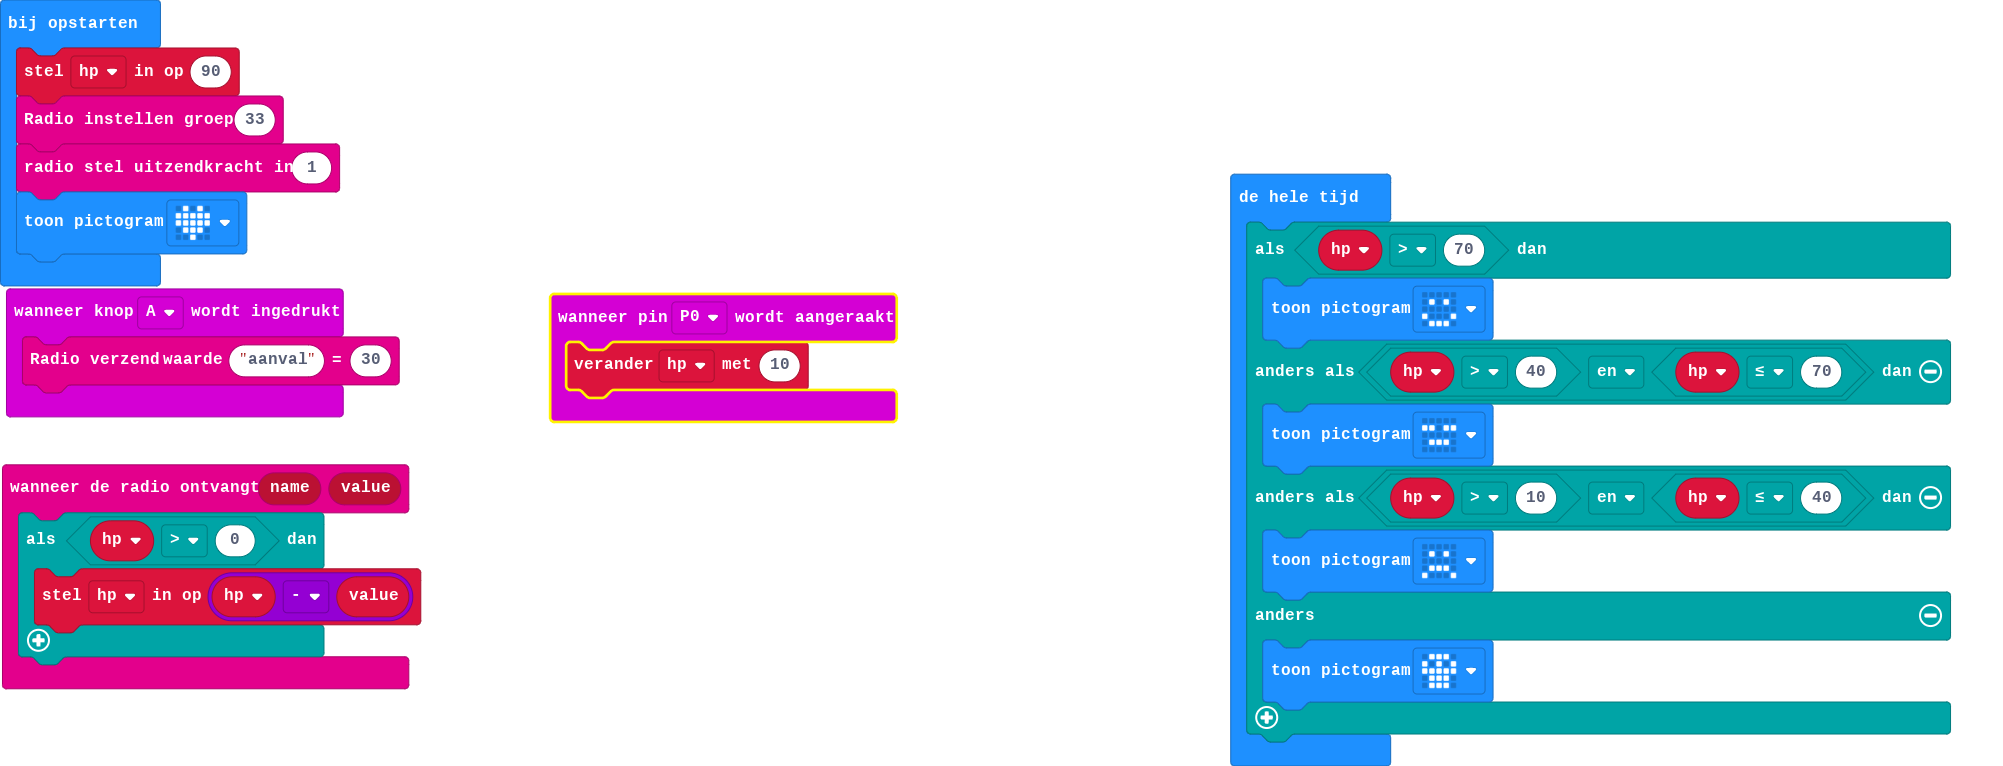 bij opstarten
stel hp in op 90
Radio instellen groep 33
radio stel uitzendkracht in 1
toon pictogram
wanneer knop A wordt ingedrukt
Radio verzend waarde "aanval" = 30
wanneer de radio ontvangt name value
als hp > 0 dan
stel hp in op hp - value
wanneer pin P0 wordt aangeraakt
verander hp met 10
de hele tijd
als hp > 70 dan
toon pictogram
anders als hp > 40 en hp ≤ 70 dan
toon pictogram
anders als hp > 10 en hp ≤ 40 dan
toon pictogram
anders
toon pictogram